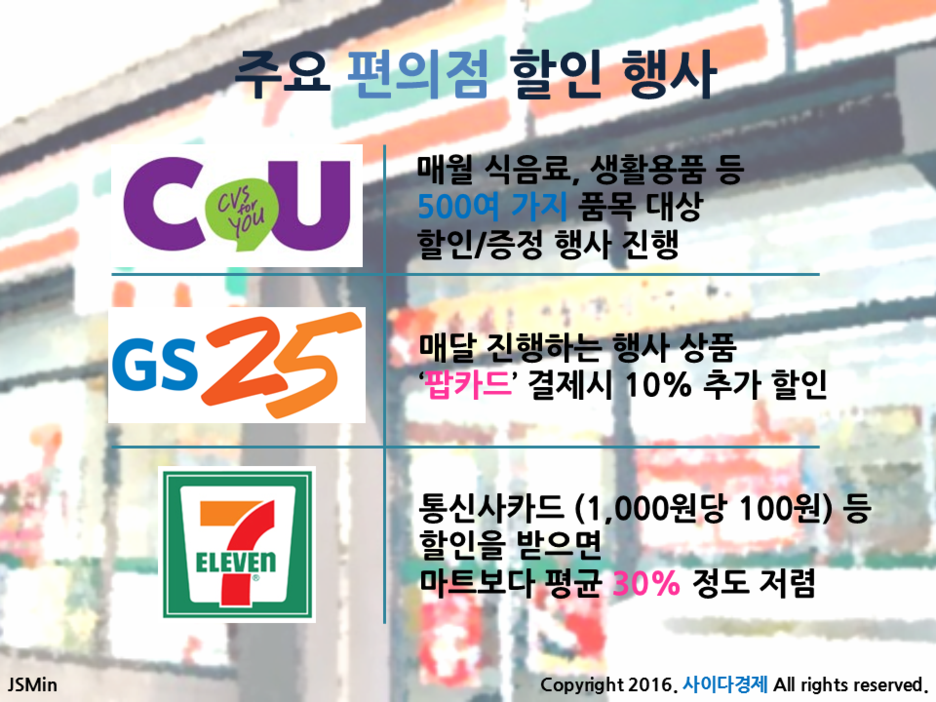 주요 편의점 할인 행사
CU
CVS
for
YOU
매월 식음료, 생활용품 등
500여 가지 품목 대상
할인/증정 행사 진행
GS25
매달 진행하는 행사 상품
‘팝카드’ 결제시 10% 추가 할인
7
ELEVEn
®
통신사카드 (1,000원당 100원) 등
할인을 받으면
마트보다 평균 30% 정도 저렴
JSMin
Copyright 2016. 사이다경제 All rights reserved.